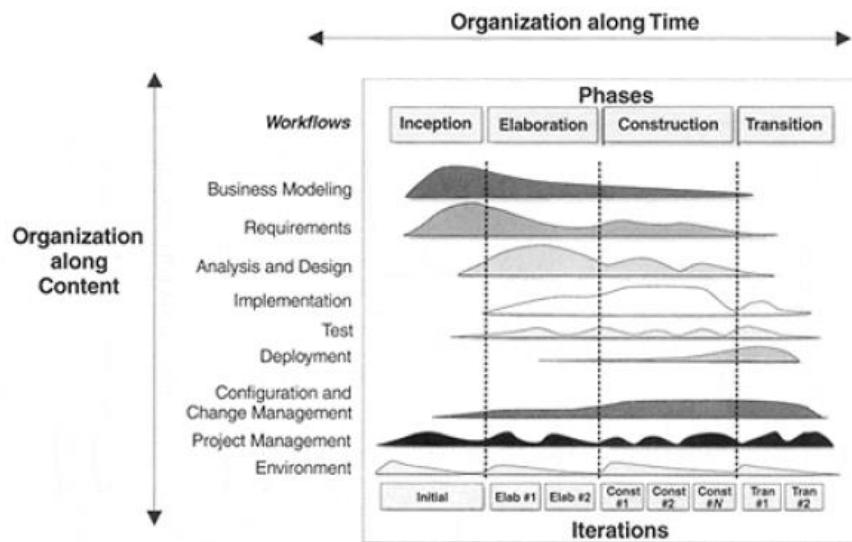 Organization along Time
Phases
Workflows
Inception
Elaboration
Construction
Transition
Business Modeling
Requirements
Analysis and Design
Implementation
Test
Deployment
Configuration and
Change Management
Project Management
Environment
Organization
along
Content
Initial
Elab #1
Elab #2
Const
#1
Const
#2
Const
#N
Tran
#1
Tran
#2
Iterations